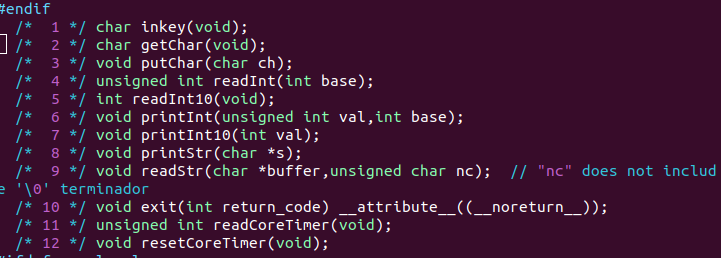 #endif
/*  1 */ char inkey(void);
/*  2 */ char getChar(void);
/*  3 */ void putChar(char ch);
/*  4 */ unsigned int readInt(int base);
/*  5 */ int readInt10(void);
/*  6 */ void printInt(unsigned int val,int base);
/*  7 */ void printInt10(int val);
/*  8 */ void printStr(char *s);
/*  9 */ void readStr(char *buffer,unsigned char nc);  // "nc" does not includ
e '\0' terminador
/* 10 */ void exit(int return_code) __attribute__((__noreturn__));
/* 11 */ unsigned int readCoreTimer(void);
/* 12 */ void resetCoreTimer(void);